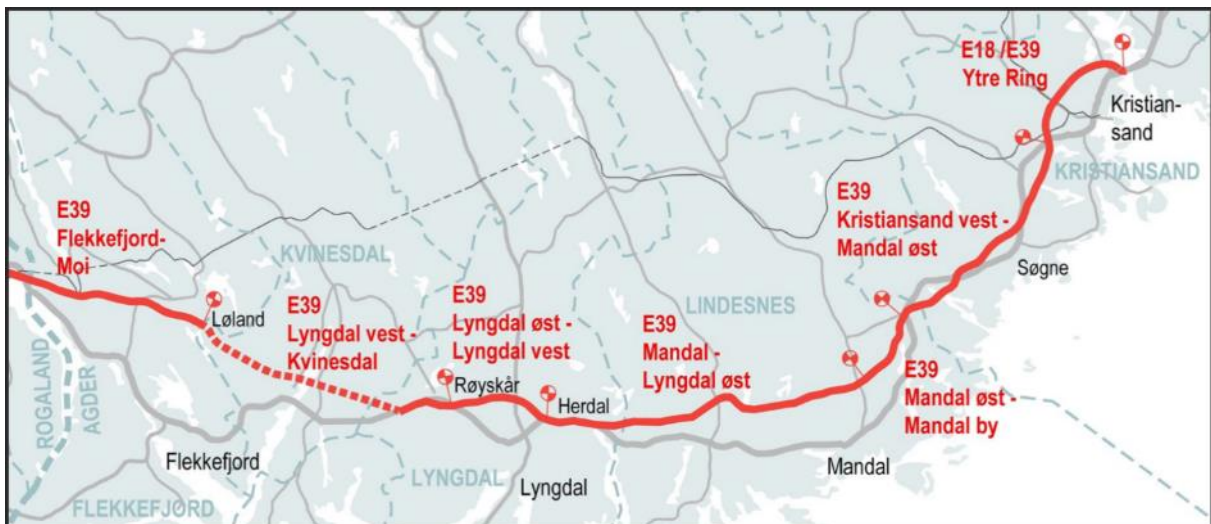 E18 /E39
Ytre Ring
Kristian-
sand
KRISTIANSAND
E39
Kristiansand vest -
Mandal øst
Søgne
E39
Flekkefjord-
Moi
KVINESDAL
Løland
E39
Lyngdal vest -
Kvinesdal
E39
Lyngdal øst -
Lyngdal vest
LINDESNES
E39
Mandal -
Lyngdal øst
Røyskår
Herdal
E39
Mandal øst -
Mandal by
ROGALAND
AGDER
Flekkefjord
LYNGDAL
Lyngdal
Mandal
FLEKKEFJORD